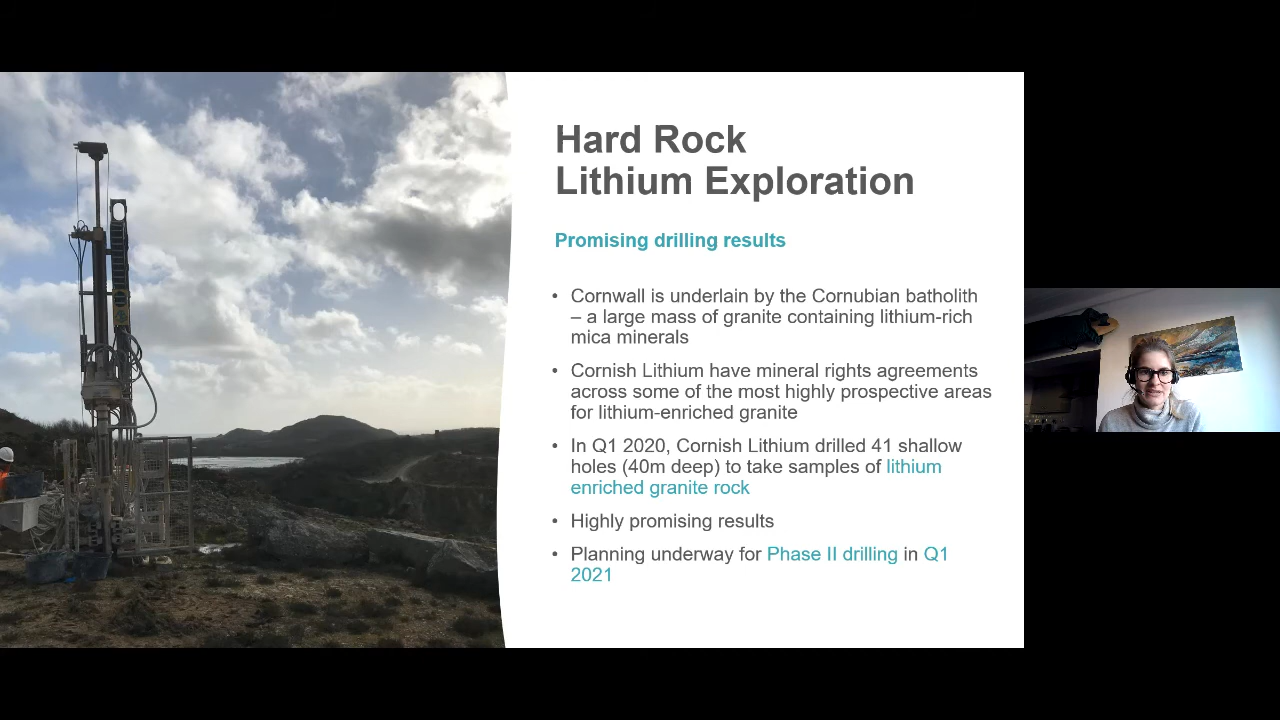 Hard Rock
Lithium Exploration
Promising drilling results
• Cornwall is underlain by the Cornubian batholith
– a large mass of granite containing lithium-rich
mica minerals
• Cornish Lithium have mineral rights agreements
across some of the most highly prospective areas
for lithium-enriched granite
• In Q1 2020, Cornish Lithium drilled 41 shallow
holes (40m deep) to take samples of lithium
enriched granite rock
• Highly promising results
• Planning underway for Phase II drilling in Q1
2021